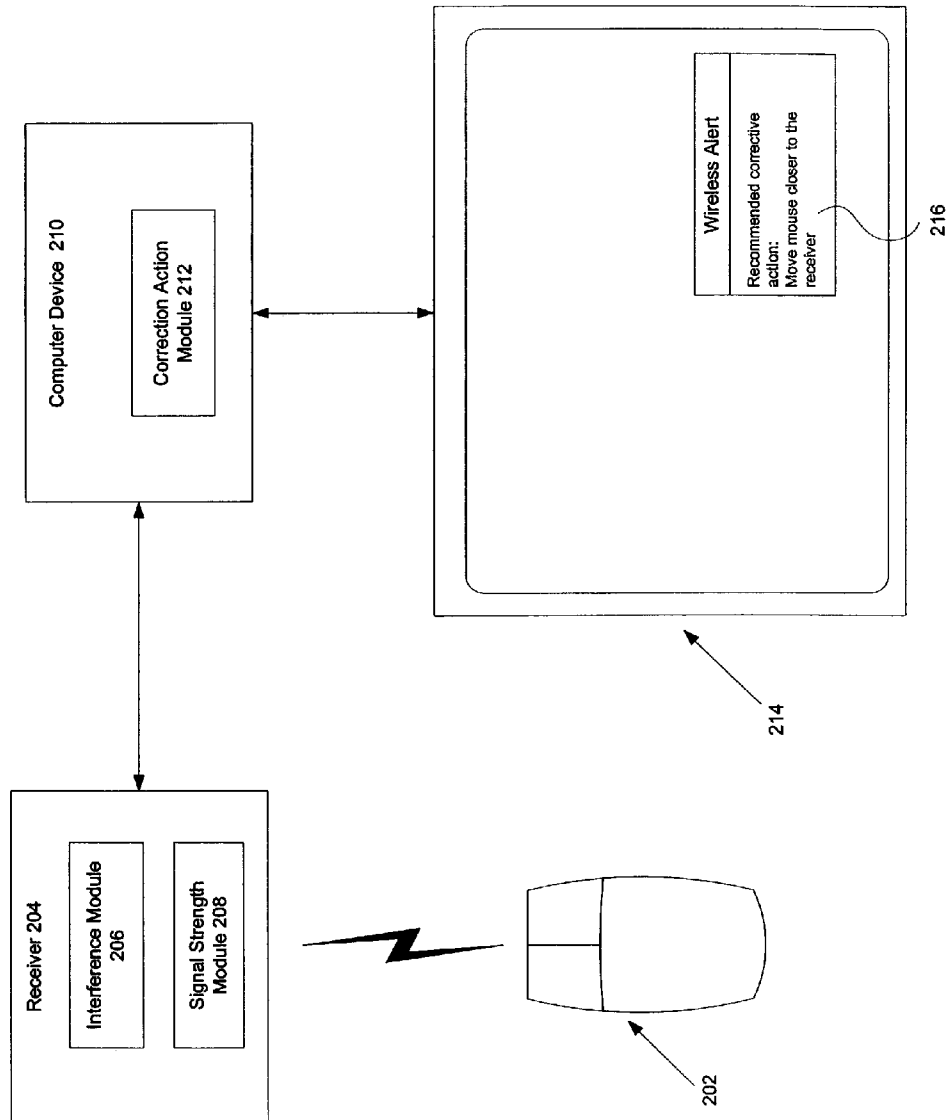 Receiver 204
Interference Module
206
Signal Strength
Module 208
202
Computer Device 210
Correction Action
Module 212
214
Wireless Alert
Recommended corrective
action:
Move mouse closer to the
receiver
216